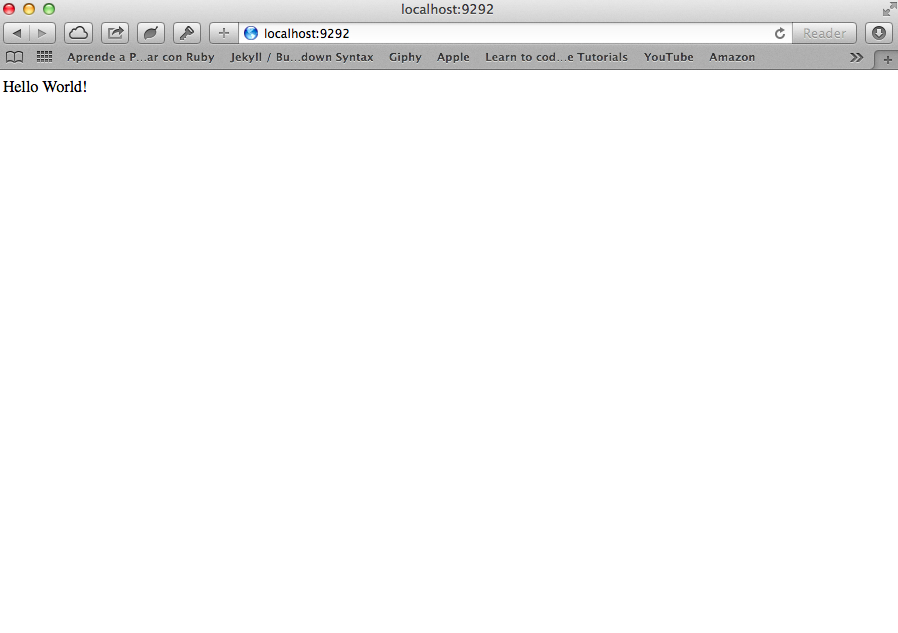 localhost:9292
localhost:9292 Reader
Aprende a P...ar con Ruby Jekyll / Bu...down Syntax Giphy Apple Learn to cod...e Tutorials YouTube Amazon
Hello World!